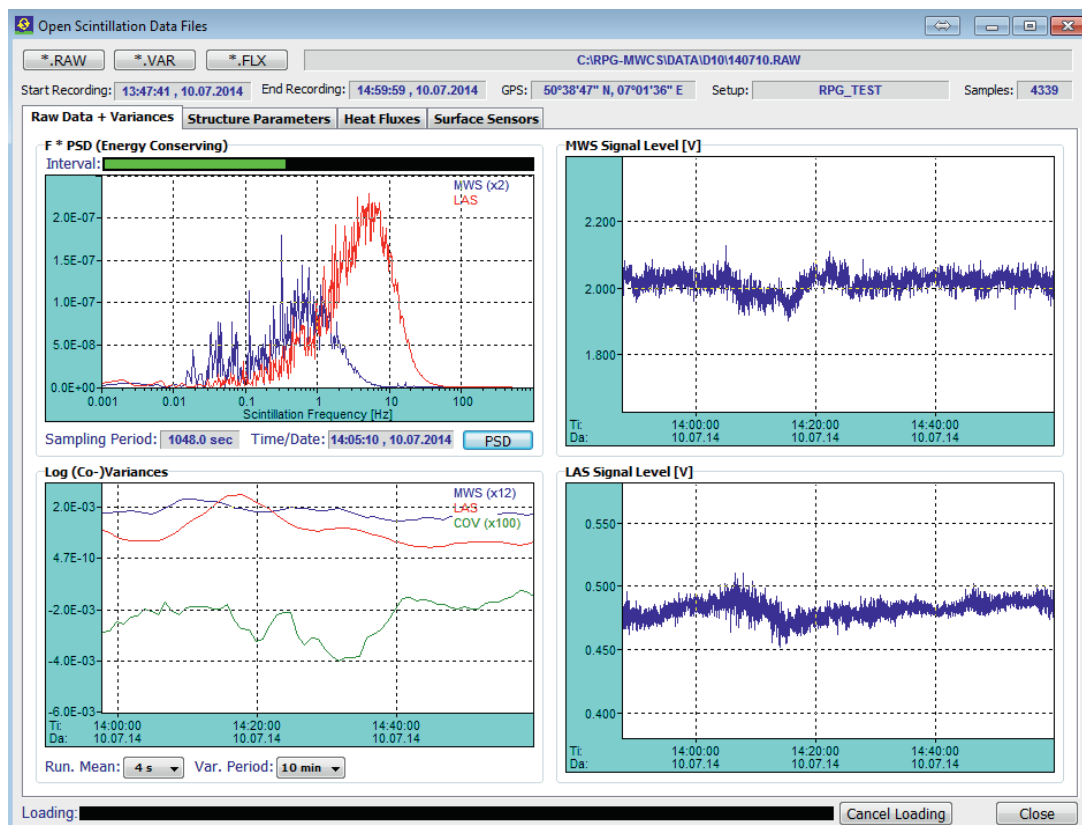 Open Scintillation Data Files
*.RAW *.VAR *.FLX C:\RPG-MWCS\DATA\D10\140710.RAW
Start Recording: 13:47:41 , 10.07.2014 End Recording: 14:59:59 , 10.07.2014 GPS: 50°38'47" N, 07°01'36" E Setup: RPG_TEST Samples: 4339
Raw Data + Variances Structure Parameters Heat Fluxes Surface Sensors
F * PSD (Energy Conserving)
Interval:
MWS (x2)
LAS
2.0E-07
1.5E-07
1.0E-07
5.0E-08
0.0E+00
0.001 0.01 0.1 1 10 100
Scintillation Frequency [Hz]
Sampling Period: 1048.0 sec Time/Date: 14:05:10 , 10.07.2014 PSD
MWS Signal Level [V]
2.200
2.000
1.800
Ti: 14:00:00 14:20:00 14:40:00
Da: 10.07.14 10.07.14 10.07.14
Log (Co-)Variances
MWS (x12)
LAS
COV (x100)
2.0E-03
4.7E-10
-2.0E-03
-4.0E-03
-6.0E-03
Ti: 14:00:00 14:20:00 14:40:00
Da: 10.07.14 10.07.14 10.07.14
Run. Mean: 4 s Var. Period: 10 min
LAS Signal Level [V]
0.550
0.500
0.450
0.400
Ti: 14:00:00 14:20:00 14:40:00
Da: 10.07.14 10.07.14 10.07.14
Loading: Cancel Loading Close